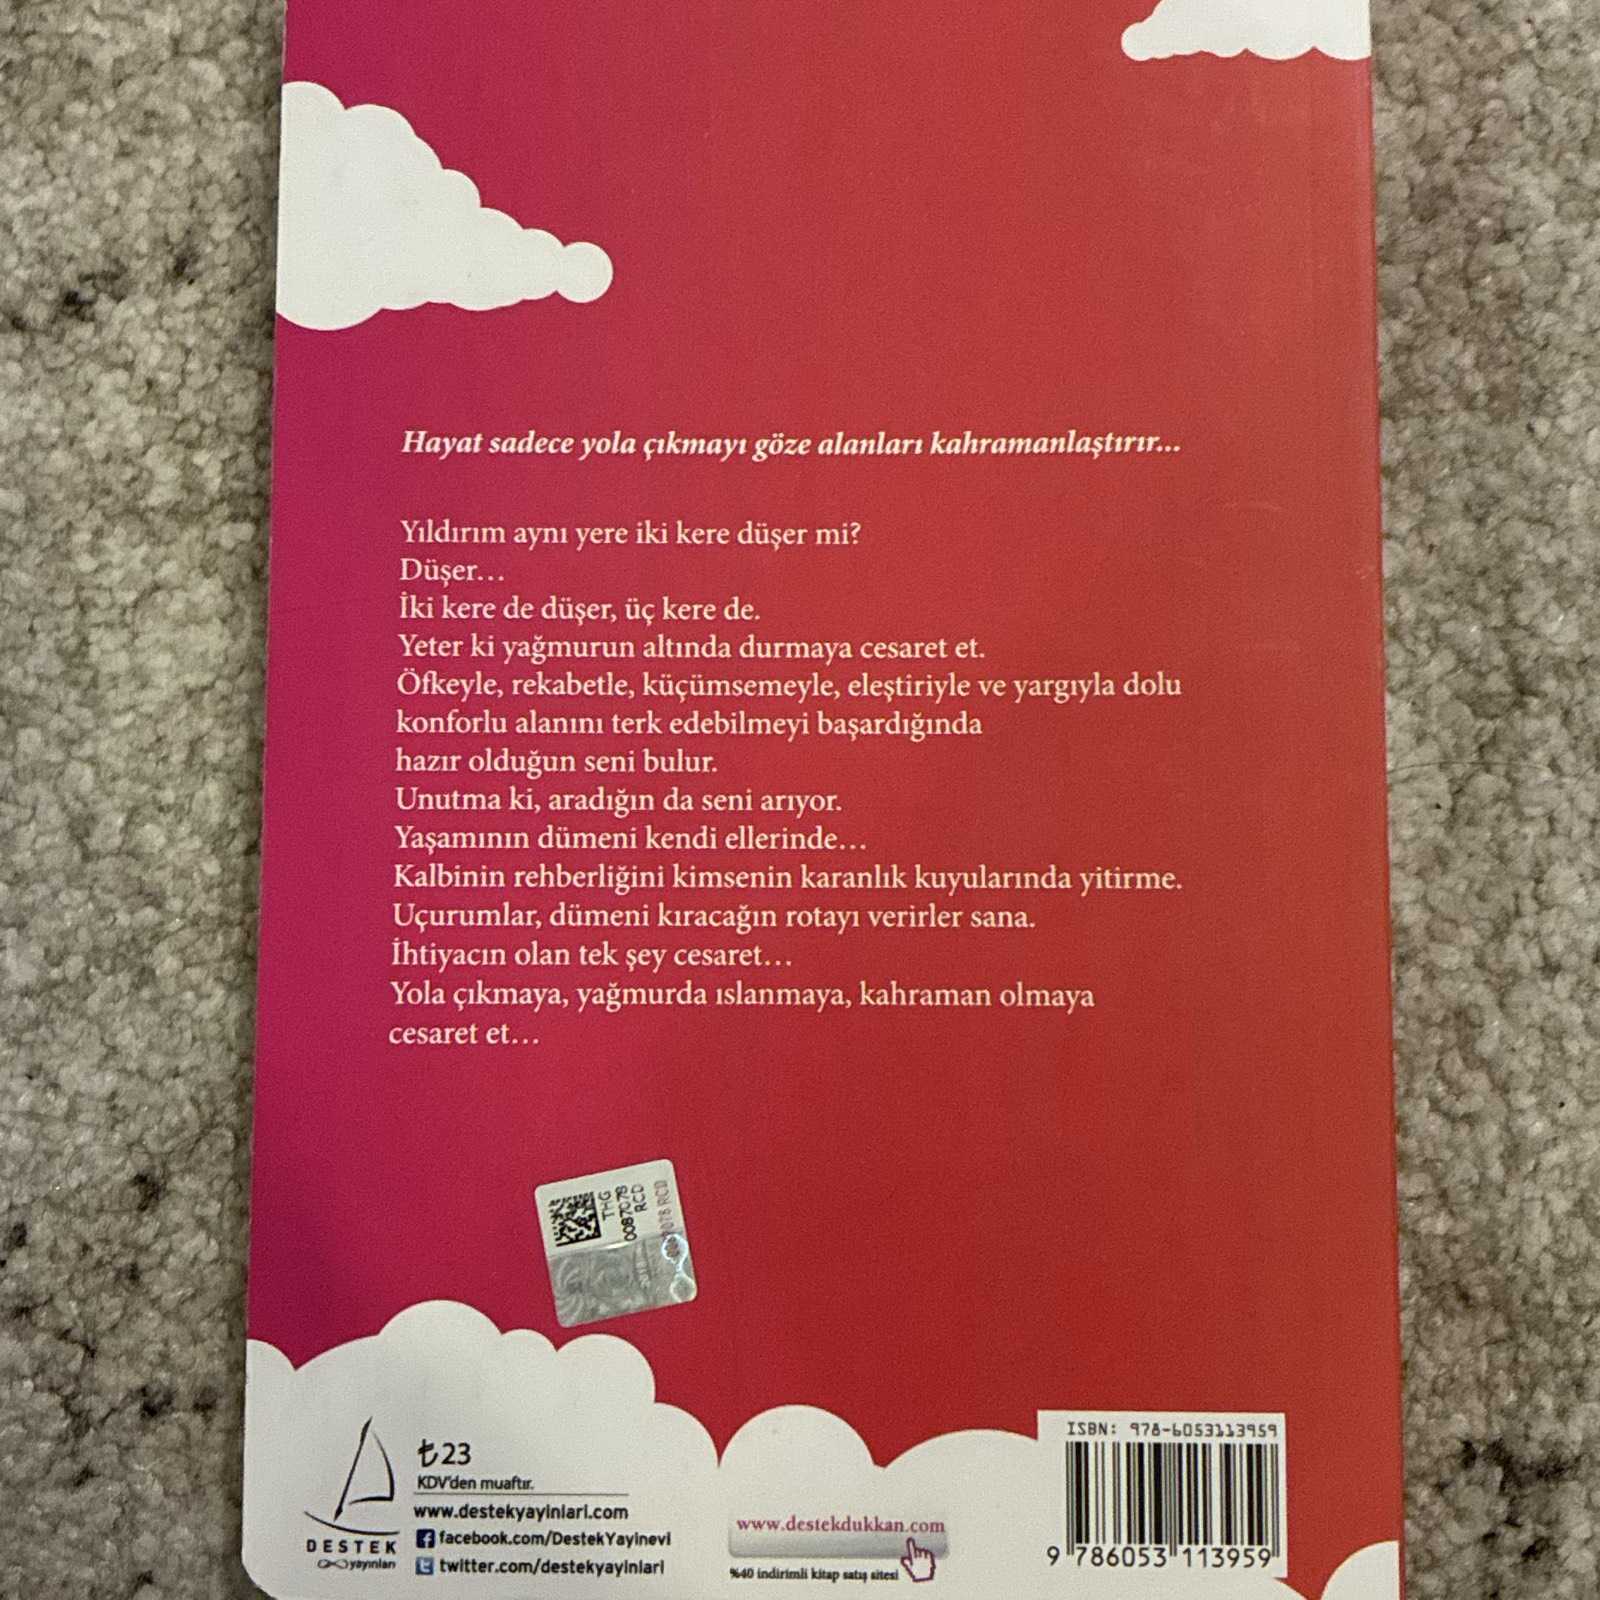 Hayat sadece yola çıkmayı göze alanları kahramanlaştırır...
Yıldırım aynı yere iki kere düşer mi?
Düşer...
İki kere de düşer, üç kere de.
Yeter ki yağmurun altında durmaya cesaret et.
Öfkeyle, rekabetle, küçümsemeyle, eleştiriyle ve yargıyla dolu
konforlu alanını terk edebilmeyi başardığında
hazır olduğun seni bulur.
Unutma ki, aradığın da seni arıyor.
Yaşamının dümeni kendi ellerinde...
Kalbinin rehberliğini kimsenin karanlık kuyularında yitirme.
Uçurumlar, dümeni kıracağın rotayı verirler sana.
İhtiyacın olan tek şey cesaret...
Yola çıkmaya, yağmurda ıslanmaya, kahraman olmaya
cesaret et...
THG
0087078
RCD
DESTEK
yayınları
₺23
KDV'den muaftır.
www.destekyayinlari.com
facebook.com/DestekYayinevi
twitter.com/destekyayinlari
www.destekdukkan.com
%40 indirimli kitap satış sitesi
ISBN: 978-6053113959
9 786053 113959